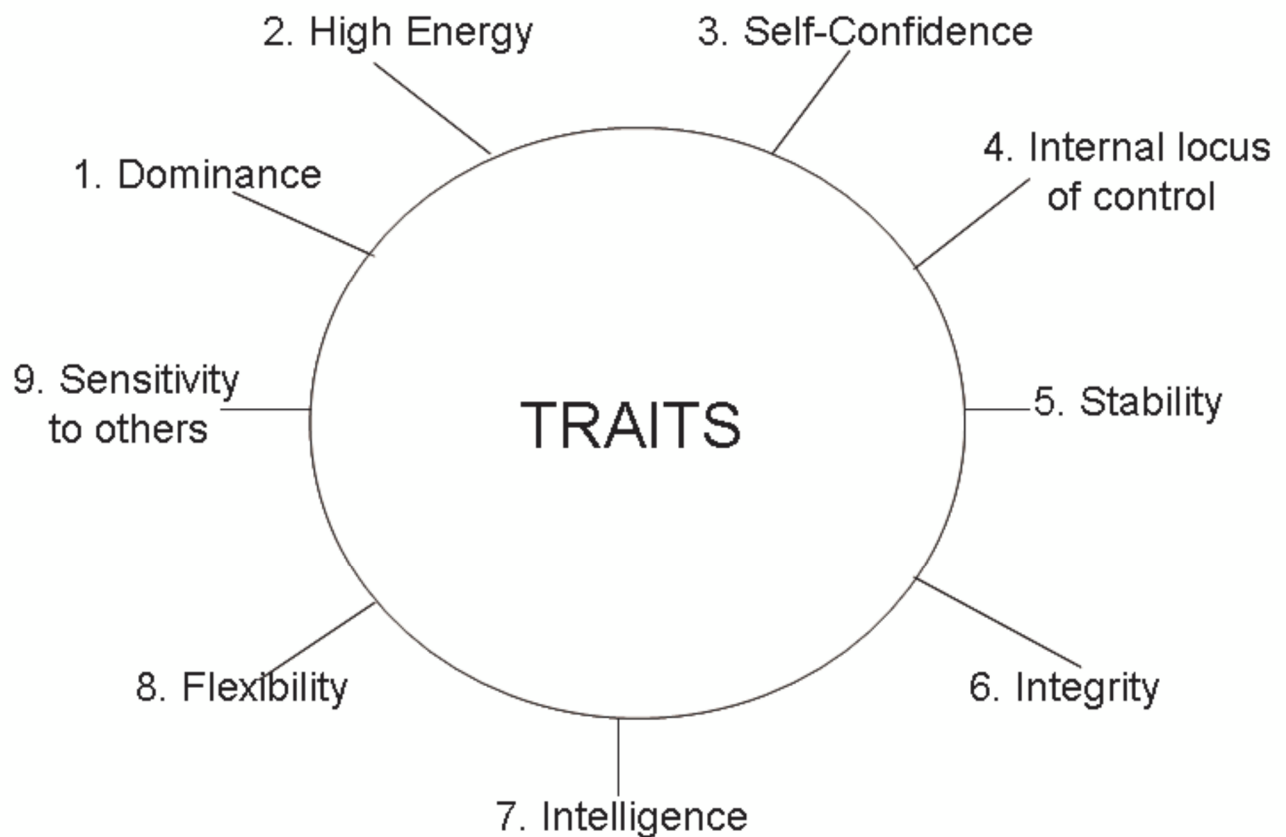 2. High Energy
3. Self-Confidence
4. Internal locus
of control
1. Dominance
9. Sensitivity
to others
TRAITS
5. Stability
8. Flexibility
6. Integrity
7. Intelligence